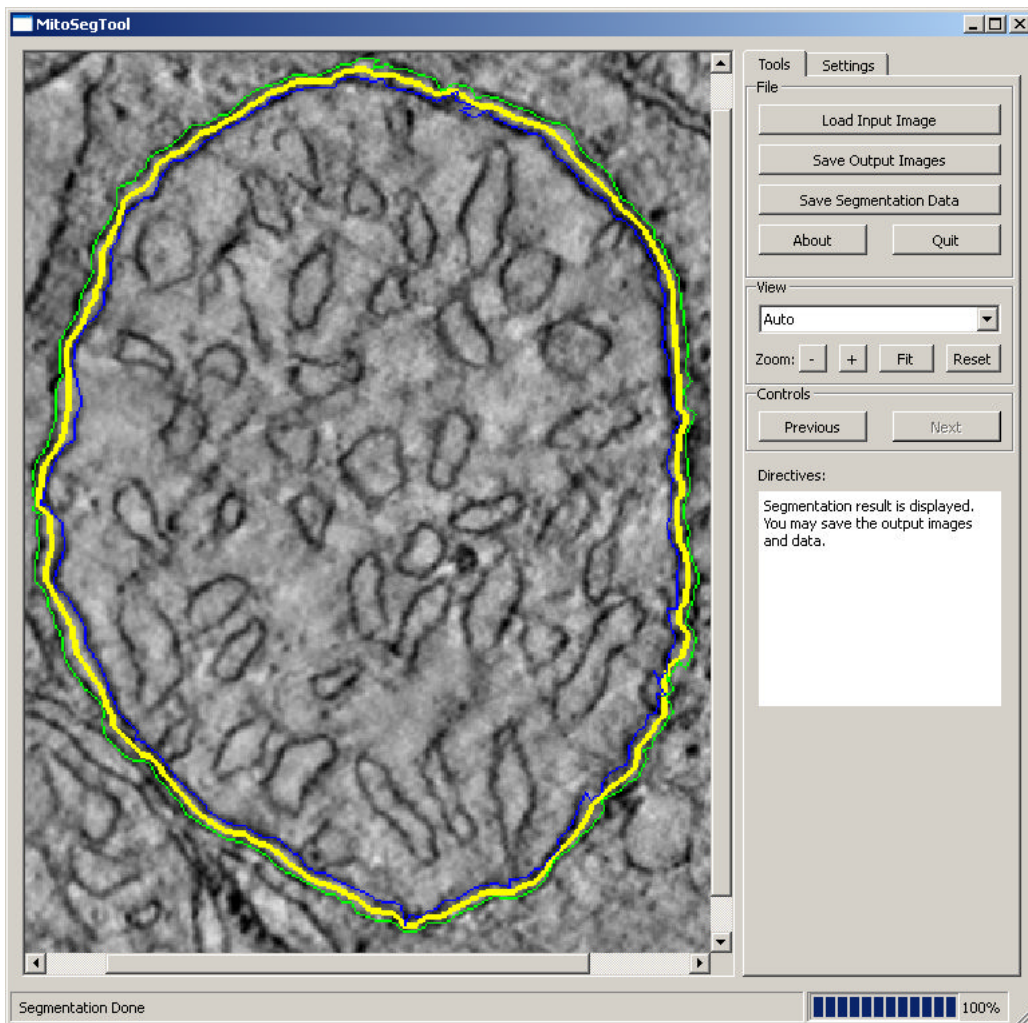 MitoSegTool
Tools Settings
File
Load Input Image
Save Output Images
Save Segmentation Data
About Quit
View
Auto
Zoom: - + Fit Reset
Controls
Previous Next
Directives:
Segmentation result is displayed.
You may save the output images
and data.
Segmentation Done 100%